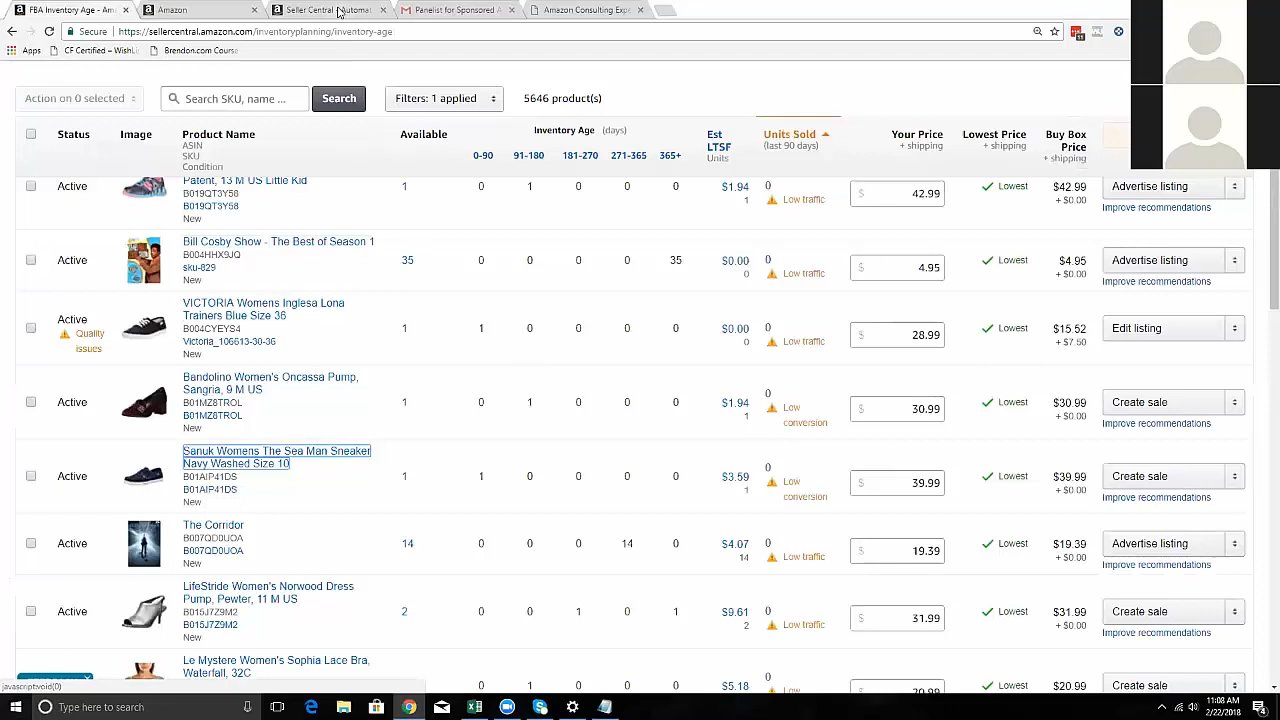 FBA Inventory Age - Am
Amazon
Seller Central
Automat
Panelist for Sponsored A
Amazon Consulting Exp
Secure
https://sellercentral.amazon.com/inventoryplanning/inventory-age
Apps
CF Certified – WishLi
Brendon.com Course
Action on 0 selected
Search SKU, name ...
Search
Filters: 1 applied
5646 product(s)
Status
Image
Product Name
ASIN
SKU
Condition
Available
Inventory Age (days)
0-90
91-180
181-270
271-365
365+
Est
LTSF
Units
Units Sold
(last 90 days)
Your Price
+ shipping
Lowest Price
+ shipping
Buy Box
Price
+ shipping
Active
Patent, 13 M US Little Kid
B019QT3Y58
B019QT3Y58
New
1 0 1 0 0 0
$1.94
1
0
Low traffic
$ 42.99
Lowest
$42.99
+ $0.00
Advertise listing
Improve recommendations
Active
Bill Cosby Show - The Best of Season 1
B004HHX9JQ
sku-829
New
35 0 0 0 0 35
$0.00
0
0
Low traffic
$ 4.95
Lowest
$4.95
+ $0.00
Advertise listing
Improve recommendations
Active
Quality
issues
VICTORIA Womens Inglesa Lona
Trainers Blue Size 36
B004CYEYS4
Victoria_106613-30-36
New
1 1 0 0 0 0
$0.00
0
0
Low traffic
$ 28.99
Lowest
$15.52
+ $7.50
Edit listing
Active
Bandolino Women's Oncassa Pump,
Sangria, 9 M US
B01MZ8TROL
B01MZ8TROL
New
1 0 1 0 0 0
$1.94
1
0
Low
conversion
$ 30.99
Lowest
$30.99
+ $0.00
Create sale
Improve recommendations
Active
Sanuk Womens The Sea Man Sneaker
Navy Washed Size 10
B01AIP41DS
B01AIP41DS
New
1 1 0 0 0 0
$3.59
1
0
Low
conversion
$ 39.99
Lowest
$39.99
+ $0.00
Create sale
Improve recommendations
Active
The Corridor
B007QD0UOA
B007QD0UOA
New
14 0 0 0 14 0
$4.07
14
0
Low traffic
$ 19.39
Lowest
$19.39
+ $0.00
Advertise listing
Improve recommendations
Active
LifeStride Women's Norwood Dress
Pump, Pewter, 11 M US
B015J7Z9M2
B015J7Z9M2
New
2 0 0 1 0 1
$9.61
2
0
Low traffic
$ 31.99
Lowest
$31.99
+ $0.00
Create sale
Improve recommendations
Le Mystere Women's Sophia Lace Bra,
Waterfall, 32C
0 1 0 0 0
$5.18
0
Low
$ 20.99
Lowest
$20.99
Create sale
javascript:void(0)
Type here to search
11:08 AM
2/22/2018
4